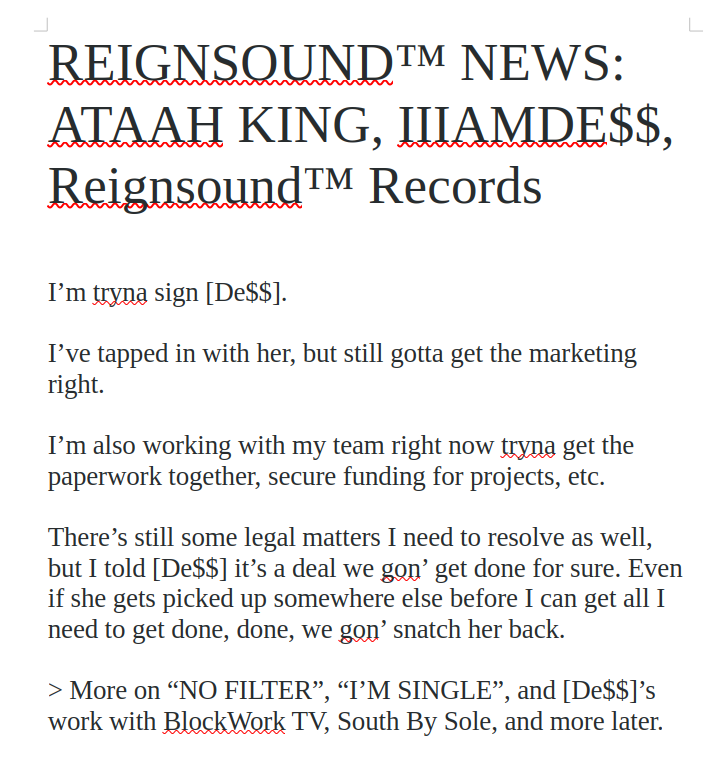 REIGNSOUND™ NEWS:
ATAAH KING, IIIAMDE$$,
Reignsound™ Records
I’m tryna sign [De$$].
I’ve tapped in with her, but still gotta get the marketing
right.
I’m also working with my team right now tryna get the
paperwork together, secure funding for projects, etc.
There’s still some legal matters I need to resolve as well,
but I told [De$$] it’s a deal we gon’ get done for sure. Even
if she gets picked up somewhere else before I can get all I
need to get done, done, we gon’ snatch her back.
> More on “NO FILTER”, “I’M SINGLE”, and [De$$]’s
work with BlockWork TV, South By Sole, and more later.